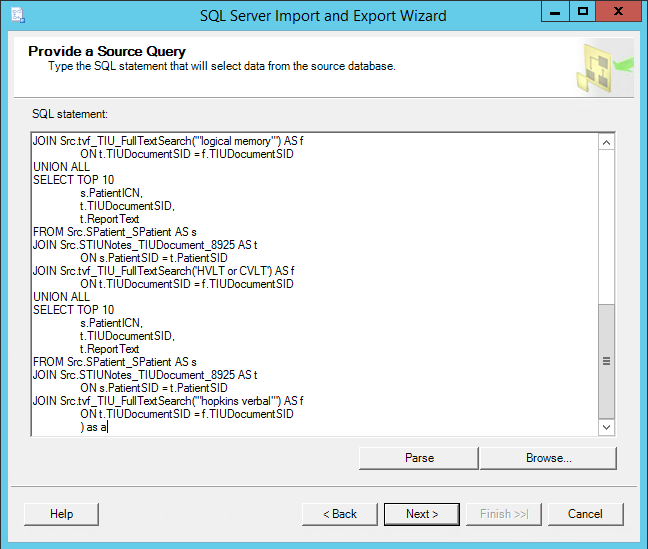 SQL Server Import and Export Wizard
Provide a Source Query
Type the SQL statement that will select data from the source database.
SQL statement:
JOIN Src.tvf_TIU_FullTextSearch('"logical memory"') AS f
ON t.TIUDocumentSID = f.TIUDocumentSID
UNION ALL
SELECT TOP 10
s.PatientICN,
t.TIUDocumentSID,
t.ReportText
FROM Src.SPatient_SPatient AS s
JOIN Src.STIUNotes_TIUDocument_8925 AS t
ON s.PatientSID = t.PatientSID
JOIN Src.tvf_TIU_FullTextSearch('HVLT or CVLT') AS f
ON t.TIUDocumentSID = f.TIUDocumentSID
UNION ALL
SELECT TOP 10
s.PatientICN,
t.TIUDocumentSID,
t.ReportText
FROM Src.SPatient_SPatient AS s
JOIN Src.STIUNotes_TIUDocument_8925 AS t
ON s.PatientSID = t.PatientSID
JOIN Src.tvf_TIU_FullTextSearch('"hopkins verbal"') AS f
ON t.TIUDocumentSID = f.TIUDocumentSID
) as a
Parse Browse...
Help < Back Next > Finish >>| Cancel